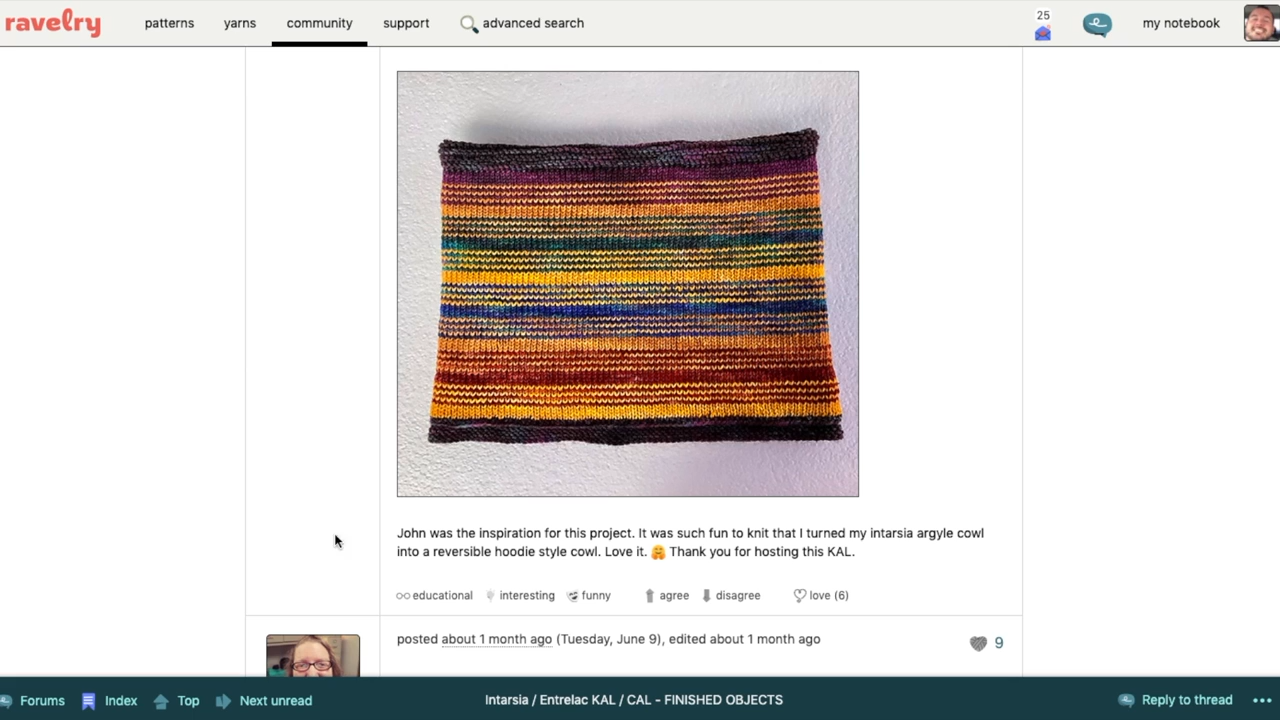 ravelry
patterns yarns community support advanced search 25 my notebook
John was the inspiration for this project. It was such fun to knit that I turned my intarsia argyle cowl
into a reversible hoodie style cowl. Love it. 🤗 Thank you for hosting this KAL.
educational interesting funny agree disagree love (6)
posted about 1 month ago (Tuesday, June 9), edited about 1 month ago 9
Forums Index Top Next unread Intarsia / Entrelac KAL / CAL - FINISHED OBJECTS Reply to thread